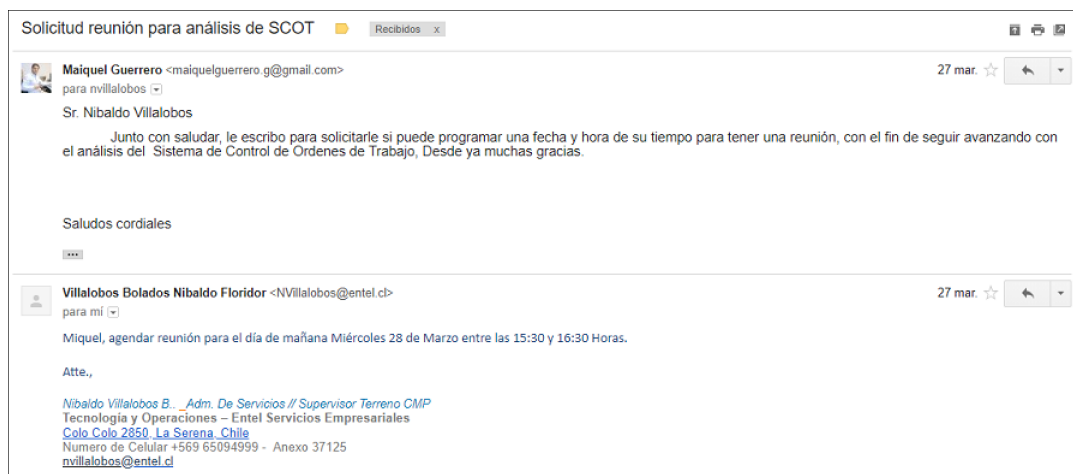 Solicitud reunión para análisis de SCOT Recibidos x
Maiquel Guerrero <maiquelguerrero.g@gmail.com> 27 mar.
para nvillalobos
Sr. Nibaldo Villalobos
Junto con saludar, le escribo para solicitarle si puede programar una fecha y hora de su tiempo para tener una reunión, con el fin de seguir avanzando con
el análisis del Sistema de Control de Ordenes de Trabajo, Desde ya muchas gracias.
Saludos cordiales
Villalobos Bolados Nibaldo Floridor <NVillalobos@entel.cl> 27 mar.
para mí
Miquel, agendar reunión para el día de mañana Miércoles 28 de Marzo entre las 15:30 y 16:30 Horas.
Atte.,
Nibaldo Villalobos B.. _Adm. De Servicios // Supervisor Terreno CMP
Tecnología y Operaciones – Entel Servicios Empresariales
Colo Colo 2850, La Serena, Chile
Numero de Celular +569 65094999 - Anexo 37125
nvillalobos@entel.cl